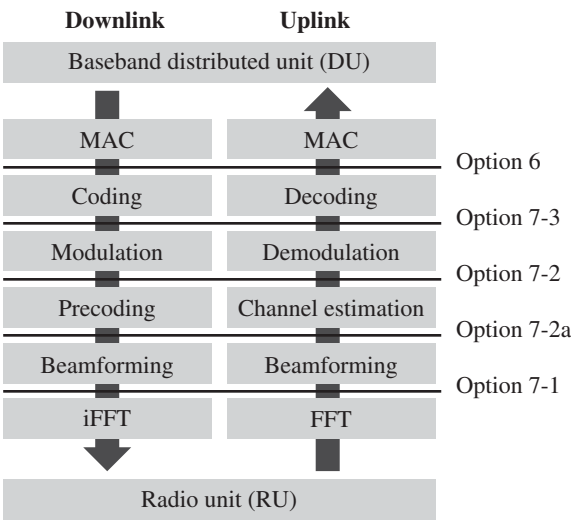 Downlink Uplink
Baseband distributed unit (DU)
MAC MAC
Option 6
Coding Decoding
Option 7-3
Modulation Demodulation
Option 7-2
Precoding Channel estimation
Option 7-2a
Beamforming Beamforming
Option 7-1
iFFT FFT
Radio unit (RU)